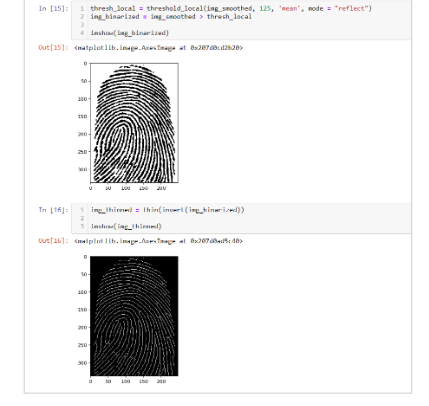 In [15]:
1 thresh_local = threshold_local(img_smoothed, 125, 'mean', mode = "reflect")
2 img_binarized = img_smoothed > thresh_local
3
4 imshow(img_binarized)
Out[15]: <matplotlib.image.AxesImage at 0x207d0cd2b20>
0
50
100
150
200
250
300
0 50 100 150 200
In [16]:
1 img_thinned = thin(invert(img_binarized))
2
3 imshow(img_thinned)
Out[16]: <matplotlib.image.AxesImage at 0x207d0ad5c40>
0
50
100
150
200
250
300
0 50 100 150 200